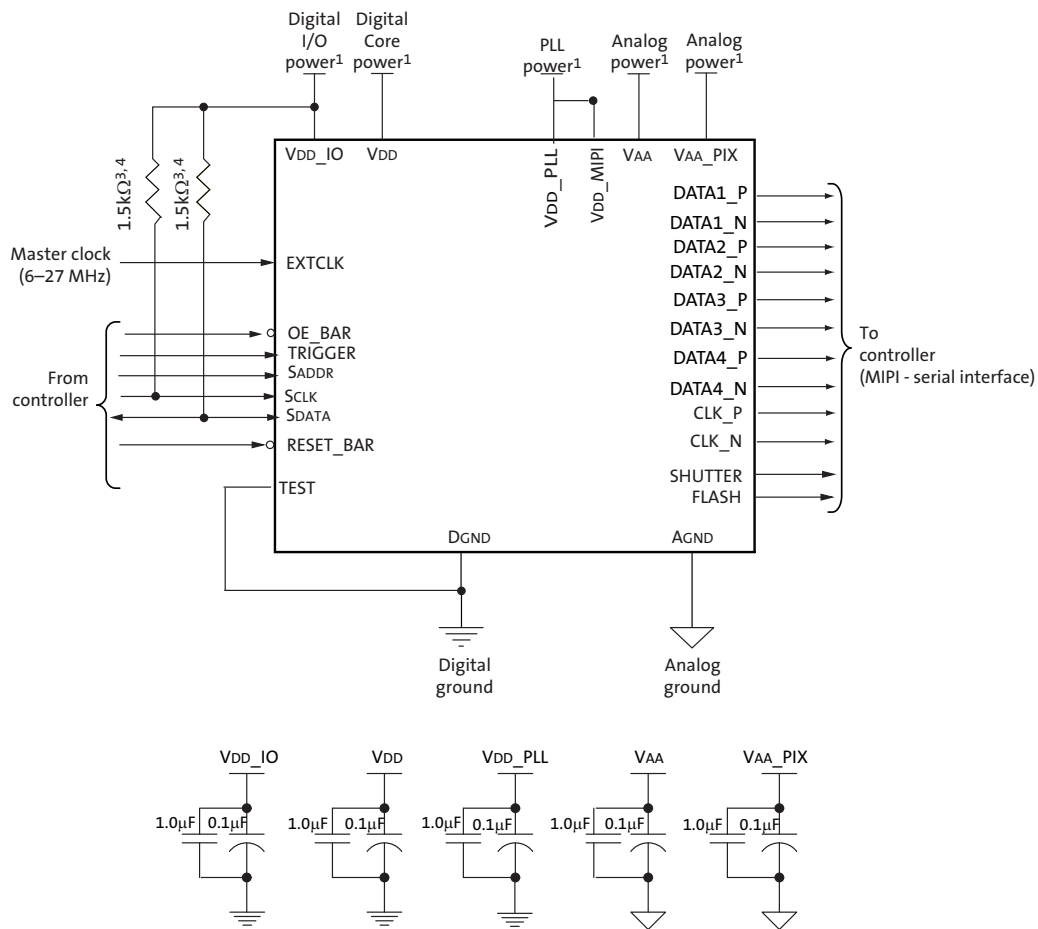 Digital
I/O
power1
Digital
Core
power1
PLL
power1
Analog
power1
Analog
power1
VDD_IO
VDD
VDD_PLL
VDD_MIPI
VAA
VAA_PIX
1.5kΩ3, 4
1.5kΩ3, 4
Master clock
(6–27 MHz)
EXTCLK
From
controller
OE_BAR
TRIGGER
SADDR
SCLK
SDATA
RESET_BAR
TEST
DATA1_P
DATA1_N
DATA2_P
DATA2_N
DATA3_P
DATA3_N
DATA4_P
DATA4_N
CLK_P
CLK_N
SHUTTER
FLASH
To
controller
(MIPI - serial interface)
DGND
AGND
Digital
ground
Analog
ground
VDD_IO
VDD
VDD_PLL
VAA
VAA_PIX
1.0μF 0.1μF
1.0μF 0.1μF
1.0μF 0.1μF
1.0μF 0.1μF
1.0μF 0.1μF